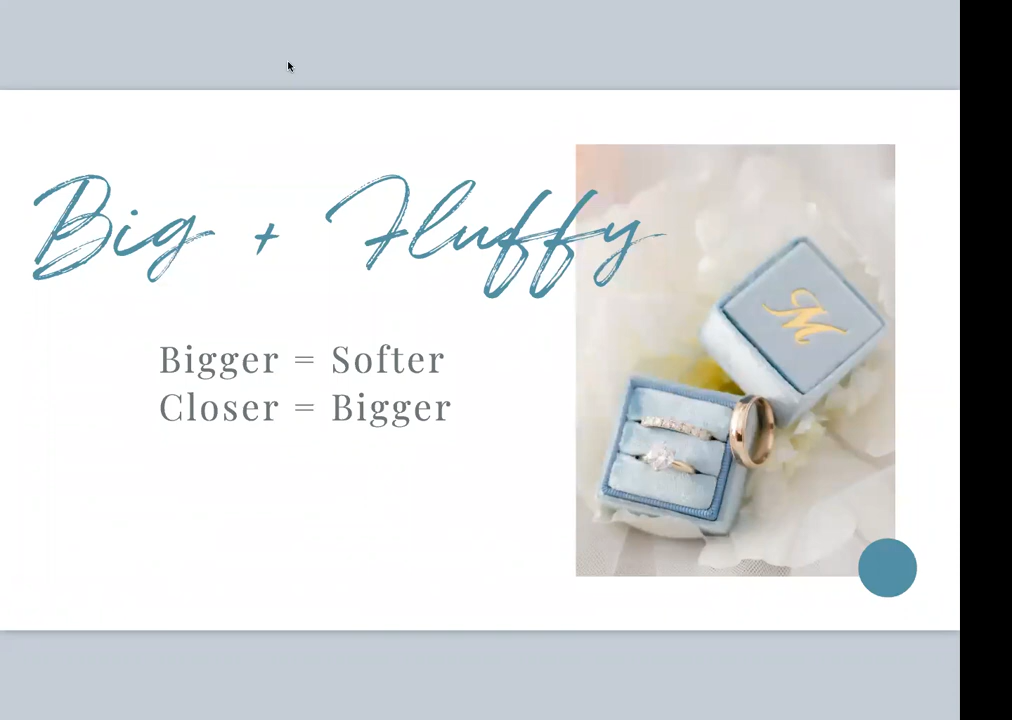 Big + Fluffy
Bigger = Softer
Closer = Bigger
M